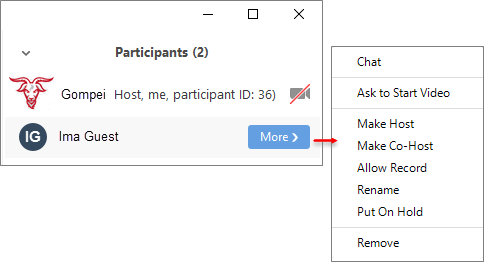 Participants (2)
Gompei Host, me, participant ID: 36)
IG Ima Guest More
Chat
Ask to Start Video
Make Host
Make Co-Host
Allow Record
Rename
Put On Hold
Remove